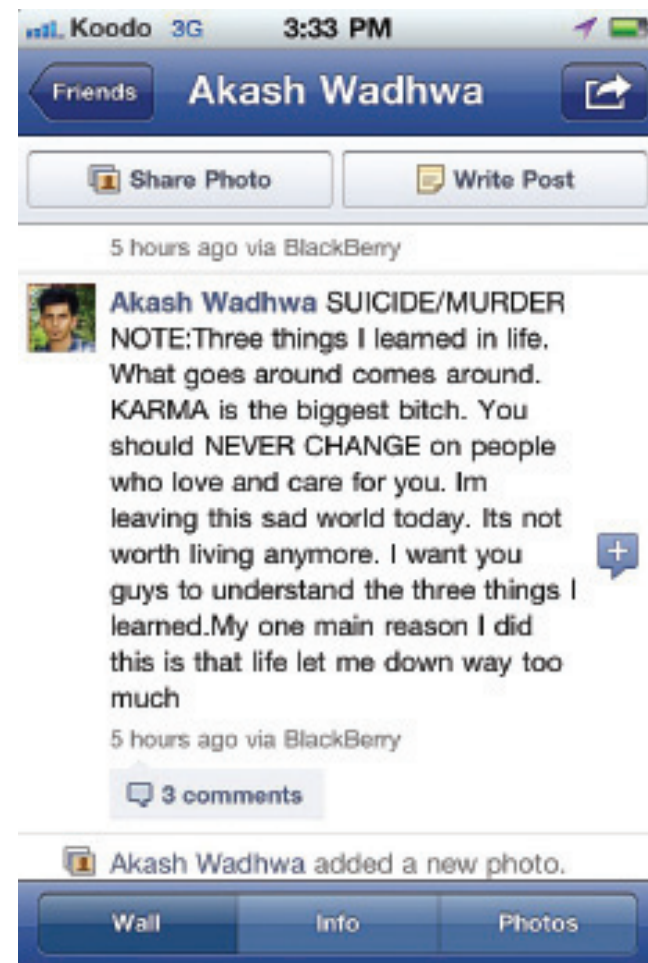 Koodo 3G 3:33 PM
Friends Akash Wadhwa
Share Photo Write Post
5 hours ago via BlackBerry
Akash Wadhwa SUICIDE/MURDER
NOTE:Three things I learned in life.
What goes around comes around.
KARMA is the biggest bitch. You
should NEVER CHANGE on people
who love and care for you. Im
leaving this sad world today. Its not
worth living anymore. I want you
guys to understand the three things I
learned.My one main reason I did
this is that life let me down way too
much
5 hours ago via BlackBerry
3 comments
Akash Wadhwa added a new photo.
Wall Info Photos